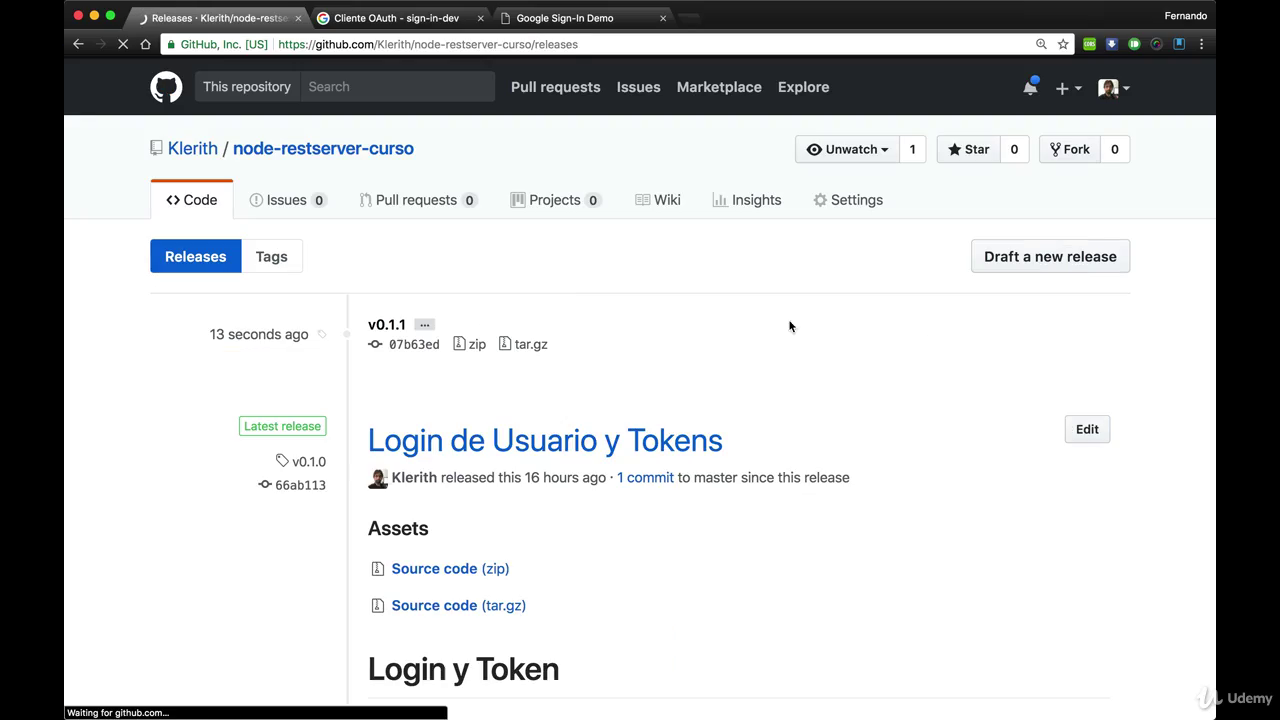 Releases · Klerith/node-restse
Cliente OAuth - sign-in-dev
Google Sign-In Demo
Fernando
GitHub, Inc. [US] https://github.com/Klerith/node-restserver-curso/releases
This repository Search Pull requests Issues Marketplace Explore
Klerith / node-restserver-curso
Unwatch 1 Star 0 Fork 0
Code Issues 0 Pull requests 0 Projects 0 Wiki Insights Settings
Releases Tags Draft a new release
v0.1.1 ...
13 seconds ago
07b63ed zip tar.gz
Latest release
v0.1.0
66ab113
Login de Usuario y Tokens
Edit
Klerith released this 16 hours ago · 1 commit to master since this release
Assets
Source code (zip)
Source code (tar.gz)
Login y Token
Waiting for github.com...
Udemy